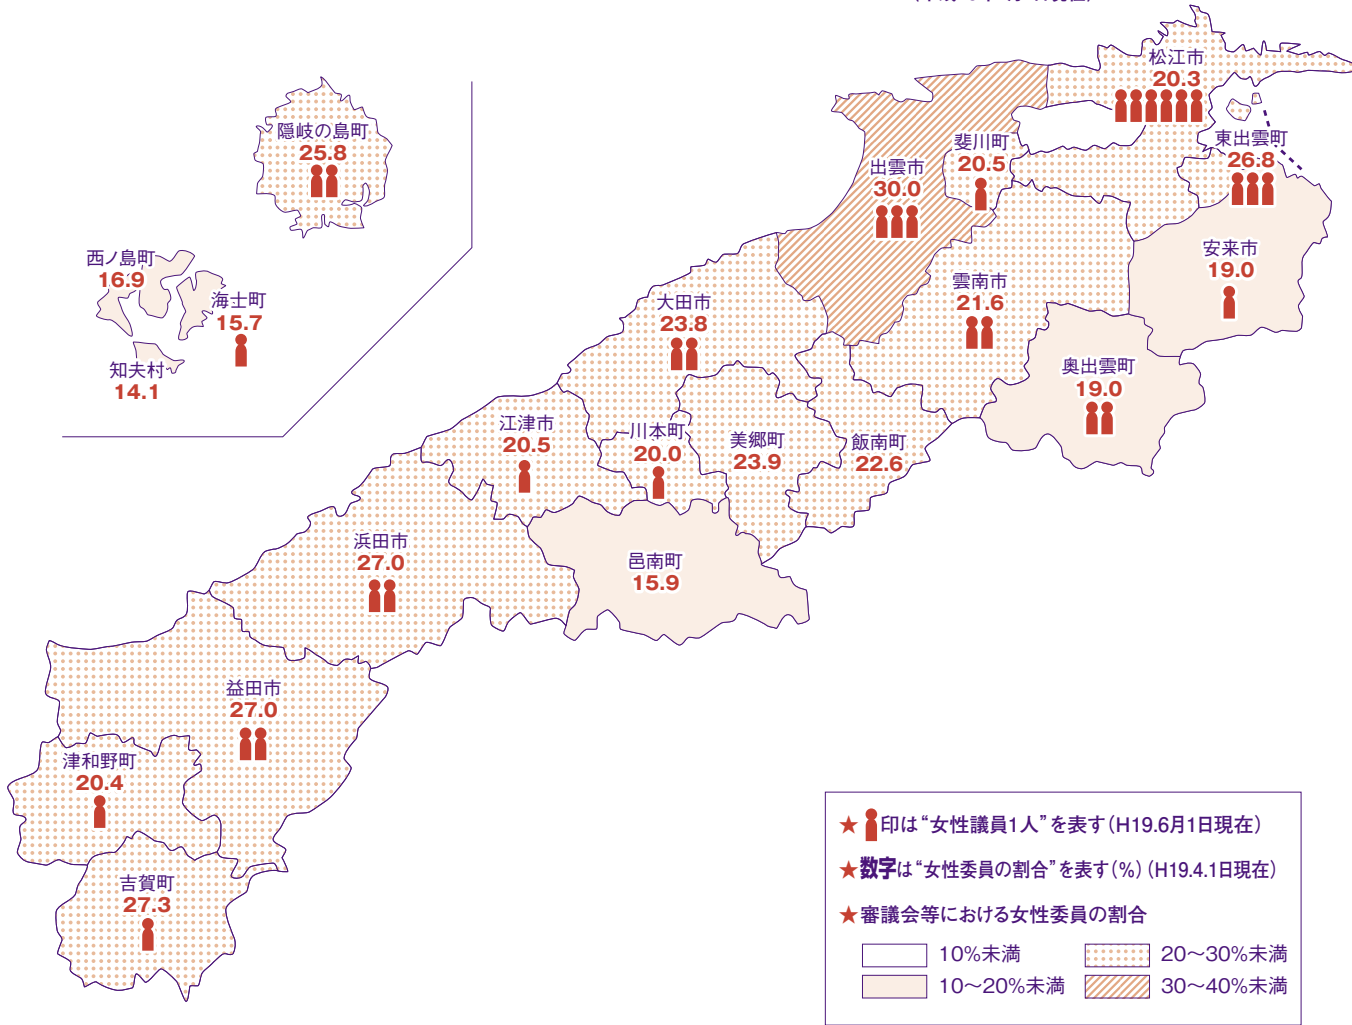 松江市
20.3
隠岐の島町
25.8
斐川町
20.5
東出雲町
26.8
出雲市
30.0
西ノ島町
16.9
海士町
15.7
安来市
19.0
雲南市
21.6
大田市
23.8
知夫村
14.1
奥出雲町
19.0
江津市
20.5
川本町
20.0
美郷町
23.9
飯南町
22.6
浜田市
27.0
邑南町
15.9
益田市
27.0
津和野町
20.4
吉賀町
27.3
★印は“女性議員1人”を表す(H19.6月1日現在)
★数字は“女性委員の割合”を表す(%)(H19.4.1日現在)
★審議会等における女性委員の割合
10%未満
20〜30%未満
10〜20%未満
30〜40%未満